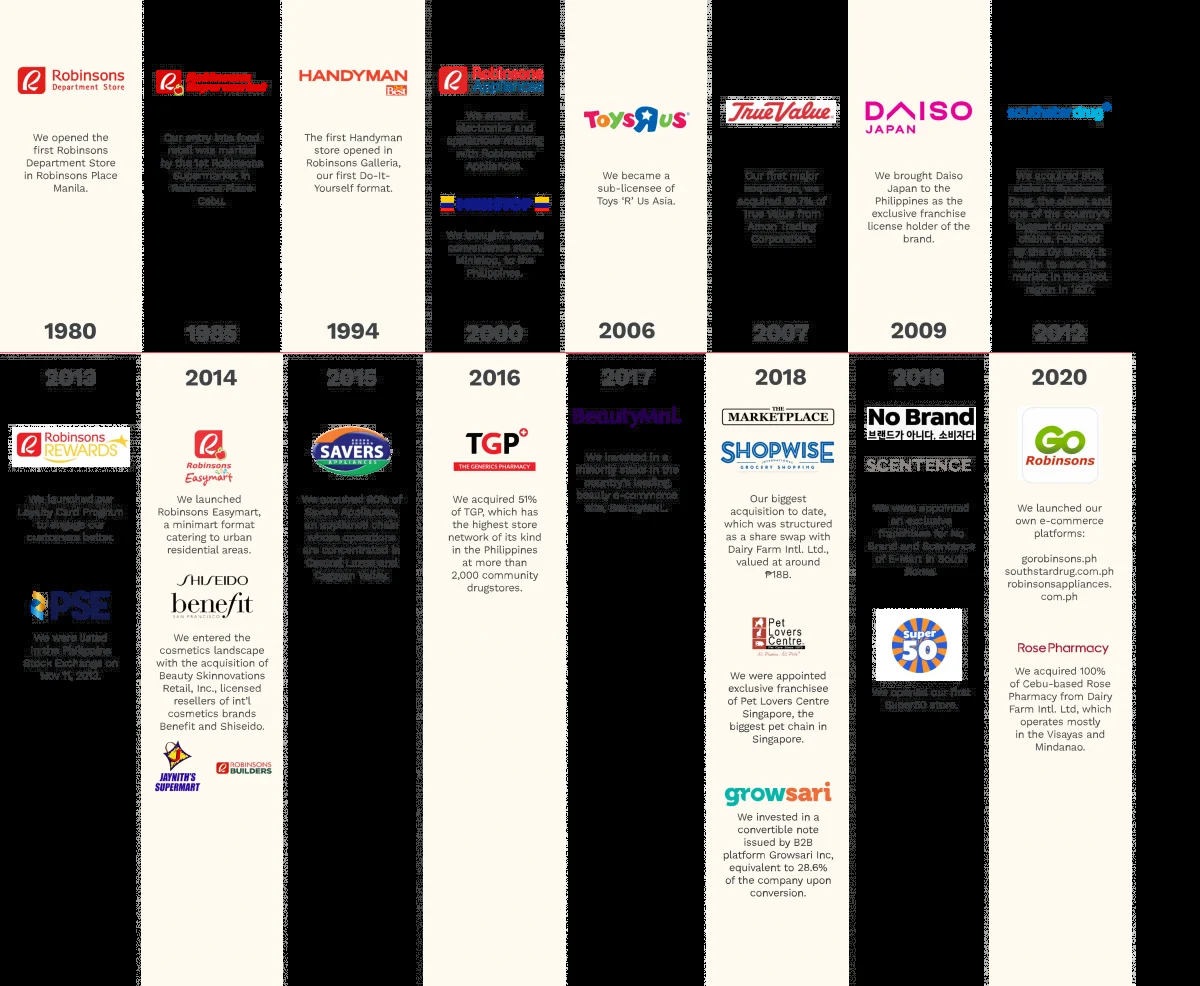 Robinsons
Department Store
We opened the
first Robinsons
Department Store
in Robinsons Place
Manila.
1980
Robinsons
Supermarket
Our entry into food
retail was marked
by the 1st Robinsons
Supermarket in
Robinsons Place
Cebu.
1985
HANDYMAN
Do it
Best
The first Handyman
store opened in
Robinsons Galleria,
our first Do-It-
Yourself format.
1994
Robinsons
Appliances
We entered
electronics and
appliances retailing
with Robinsons
Appliances.
MINISTOP
We brought Japan's
convenience store,
Ministop, to the
Philippines.
2000
ToysRUs
We became a
sub-licensee of
Toys ‘R’ Us Asia.
2006
True Value
Our first major
acquisition, we
acquired
True Value from
Acron Trading
Corporation.
2007
DAISO
JAPAN
We brought Daiso
Japan to the
Philippines as the
exclusive franchise
license holder of the
brand.
2009
southstardrug
We acquired 90%
Drug, the oldest and
one of the country's
biggest drugstore
chains. Founded
by the Dy family, it
began to serve the
market in the Bicol
region in 1937.
2012
2013
Robinsons
REWARDS
We launched our
Loyalty Card Program
to engage our
customers better.
PSE
We were listed
in the Philippine
Stock Exchange on
Nov 11, 2013.
2014
Robinsons
Easymart
We launched
Robinsons Easymart,
a minimart format
catering to urban
residential areas.
SHISEIDO
benefit
SAN FRANCISCO
We entered the
cosmetics landscape
with the acquisition of
Beauty Skinnovations
Retail, Inc., licensed
resellers of int’l
cosmetics brands
Benefit and Shiseido.
JAYNITH'S
SUPERMART
ROBINSONS
BUILDERS
2015
SAVERS
APPLIANCES
We acquired 90% of
Savers Appliances,
an appliance chain
whose operations
are concentrated in
Central Luzon and
Cagayan Valley.
2016
TGP
THE GENERICS PHARMACY
We acquired 51%
of TGP, which has
the highest store
network of its kind
in the Philippines
at more than
2,000 community
drugstores.
2017
BeautyMnL
We invested in a
minority stake in the
country's leading
beauty e-commerce
site, BeautyMnL.
2018
THE
MARKETPLACE
SHOPWISE
INTERNATIONAL
GROCERY SHOPPING
Our biggest
acquisition to date,
which was structured
as a share swap with
Dairy Farm Intl. Ltd.,
valued at around
₱18B.
Pet
Lovers
Centre
We were appointed
exclusive franchisee
of Pet Lovers Centre
Singapore, the
biggest pet chain in
Singapore.
growsari
We invested in a
convertible note
issued by B2B
platform Growsari Inc,
equivalent to 28.6%
of the company upon
conversion.
2019
No Brand
브랜드가 아니다. 소비자다
SCENTENCE
We were appointed
an exclusive
franchisee for No
Brand and Scentence
of E-Mart in South
Korea.
Super
50
We opened our first
Super50 store.
2020
GO
Robinsons
We launched our
own e-commerce
platforms:
gorobinsons.ph
southstardrug.com.ph
robinsonsappliances.
com.ph
Rose Pharmacy
We acquired 100%
of Cebu-based Rose
Pharmacy from Dairy
Farm Intl. Ltd, which
operates mostly
in the Visayas and
Mindanao.